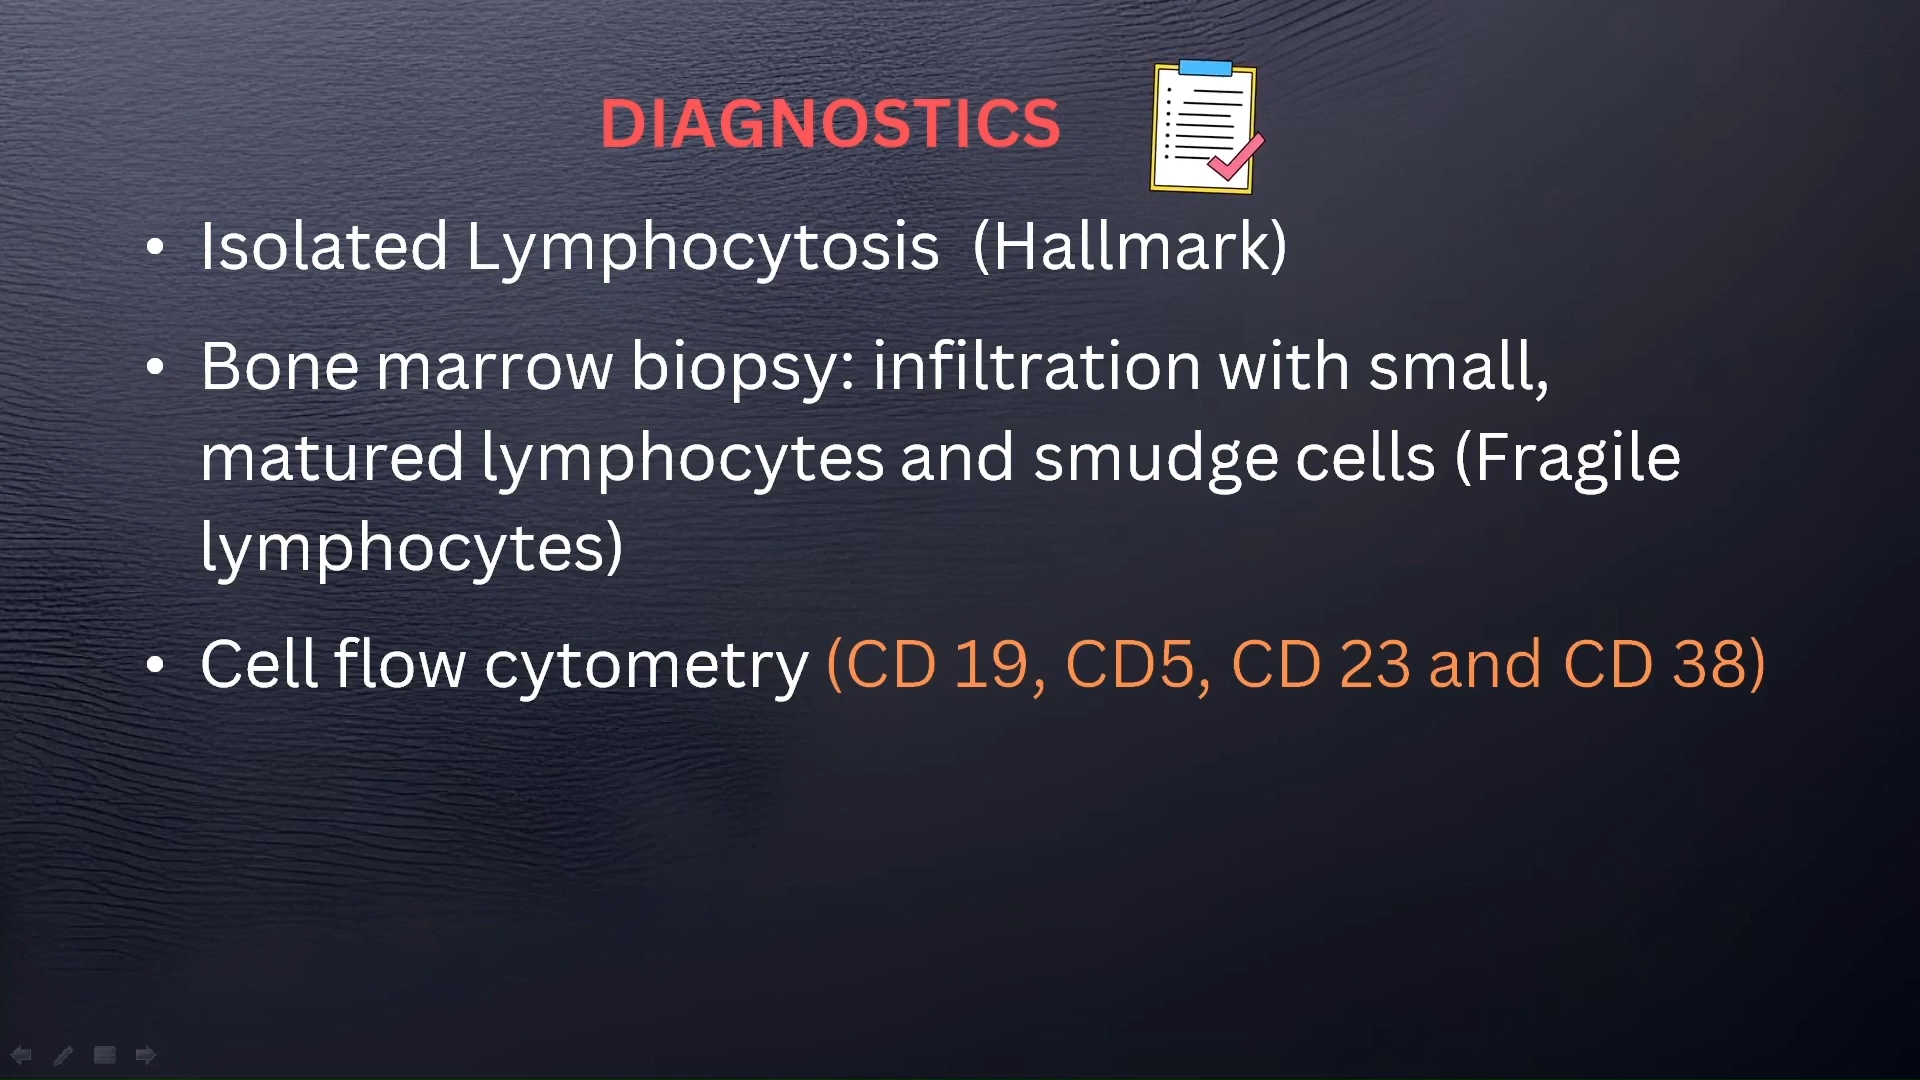 DIAGNOSTICS
• Isolated Lymphocytosis (Hallmark)
• Bone marrow biopsy: infiltration with small,
matured lymphocytes and smudge cells (Fragile
lymphocytes)
• Cell flow cytometry (CD 19, CD5, CD 23 and CD 38)